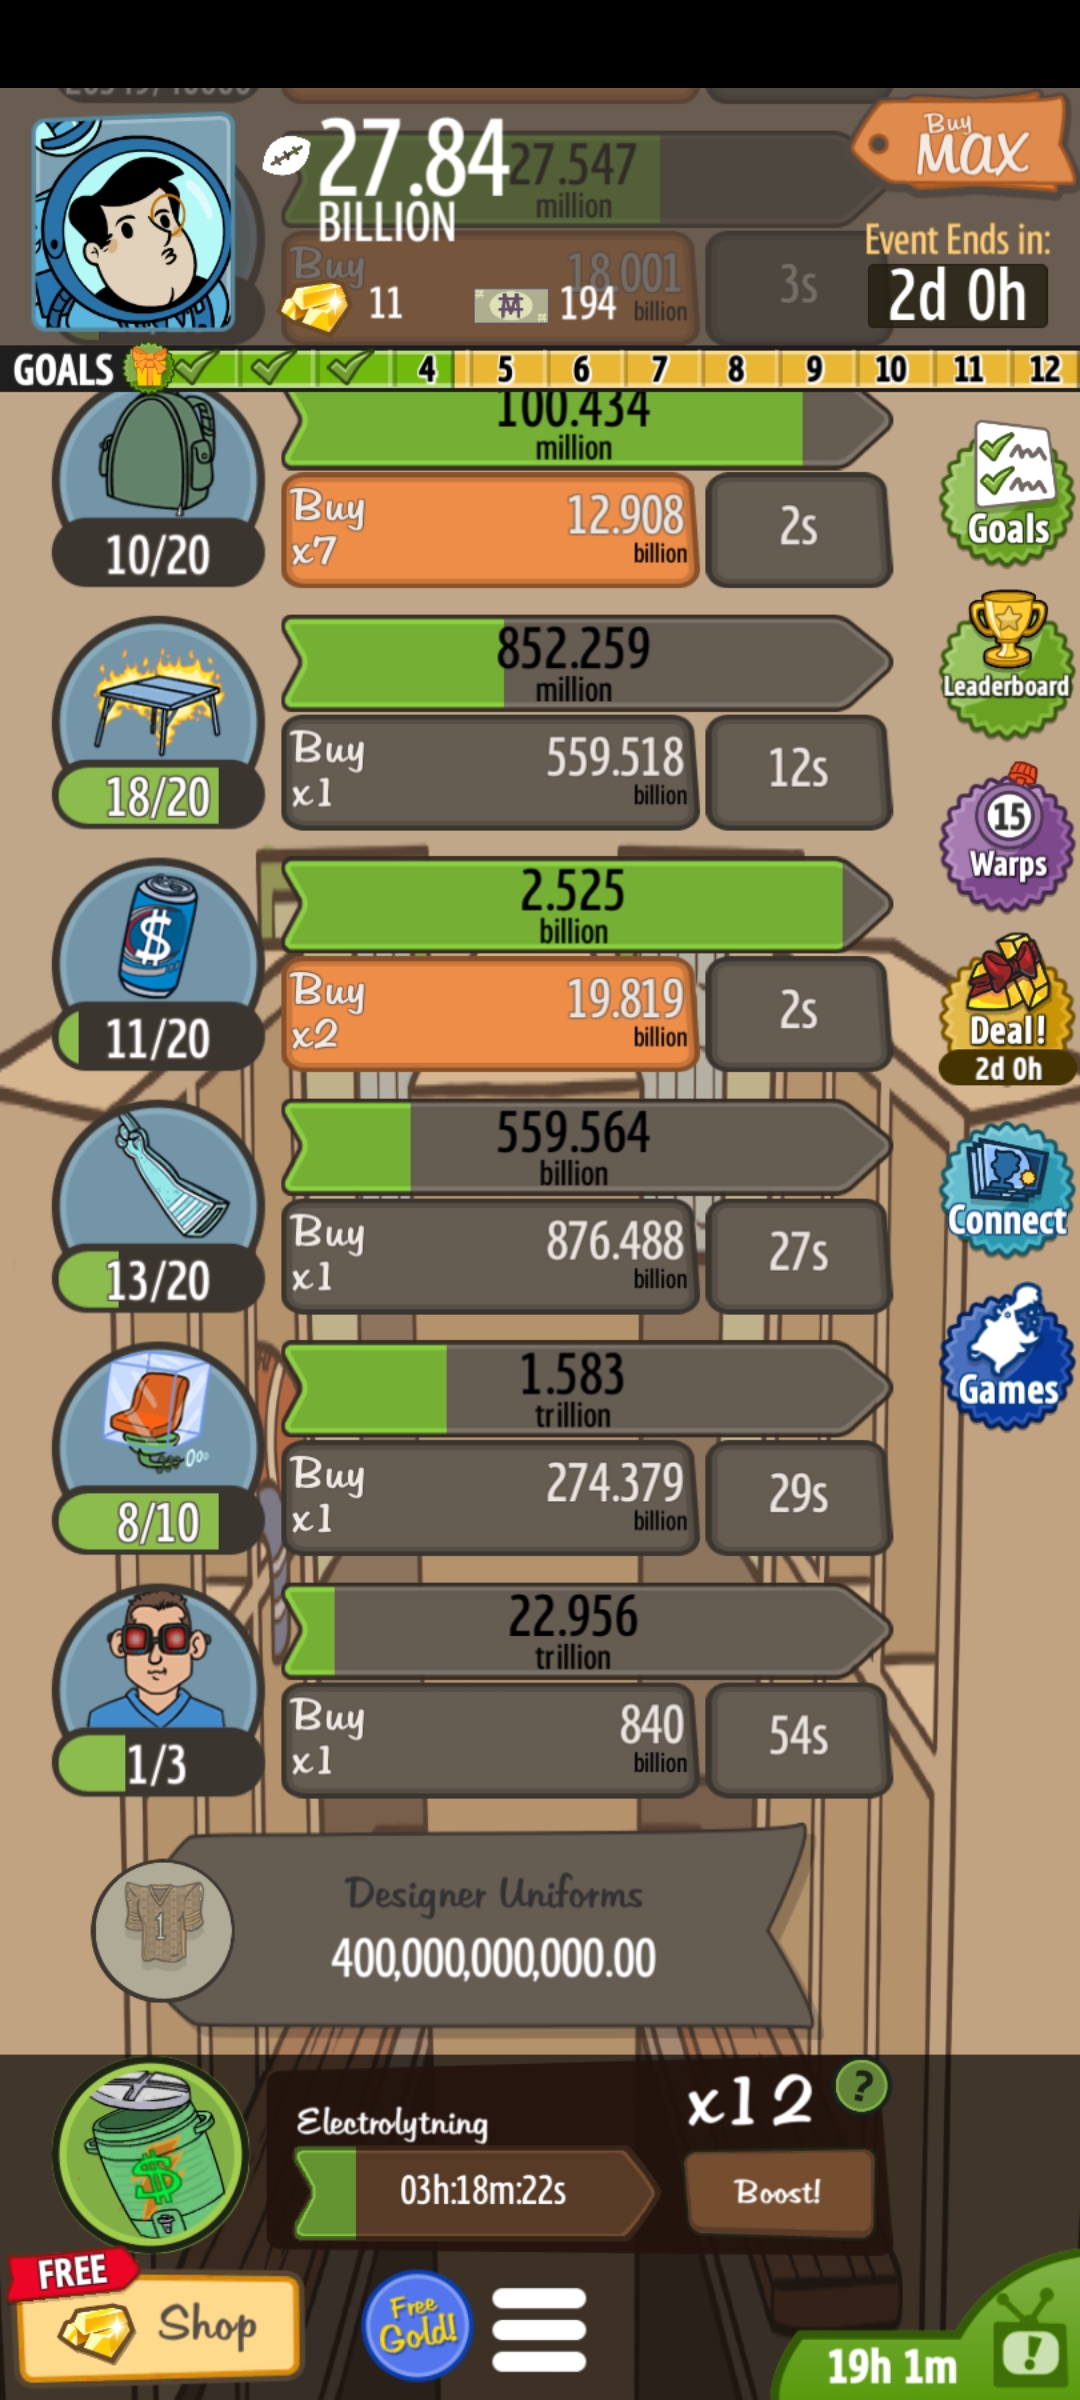 27.84
BILLION
27.547
million
Buy
MAX
Event Ends in:
2d 0h
Buy
18.001
billion
3s
11
194
GOALS
4
5
6
7
8
9
10
11
12
100.434
million
10/20
Buy
x7
12.908
billion
2s
Goals
852.259
million
18/20
Buy
x1
559.518
billion
12s
Leaderboard
15
Warps
2.525
billion
$
11/20
Buy
x2
19.819
billion
2s
Deal!
2d 0h
559.564
billion
13/20
Buy
x1
876.488
billion
27s
Connect
1.583
trillion
8/10
Buy
x1
274.379
billion
29s
Games
22.956
trillion
1/3
Buy
x1
840
billion
54s
1
Designer Uniforms
400,000,000,000.00
$
Electrolytning
03h:18m:22s
x12
?
Boost!
FREE
Shop
Free
Gold!
19h 1m
!